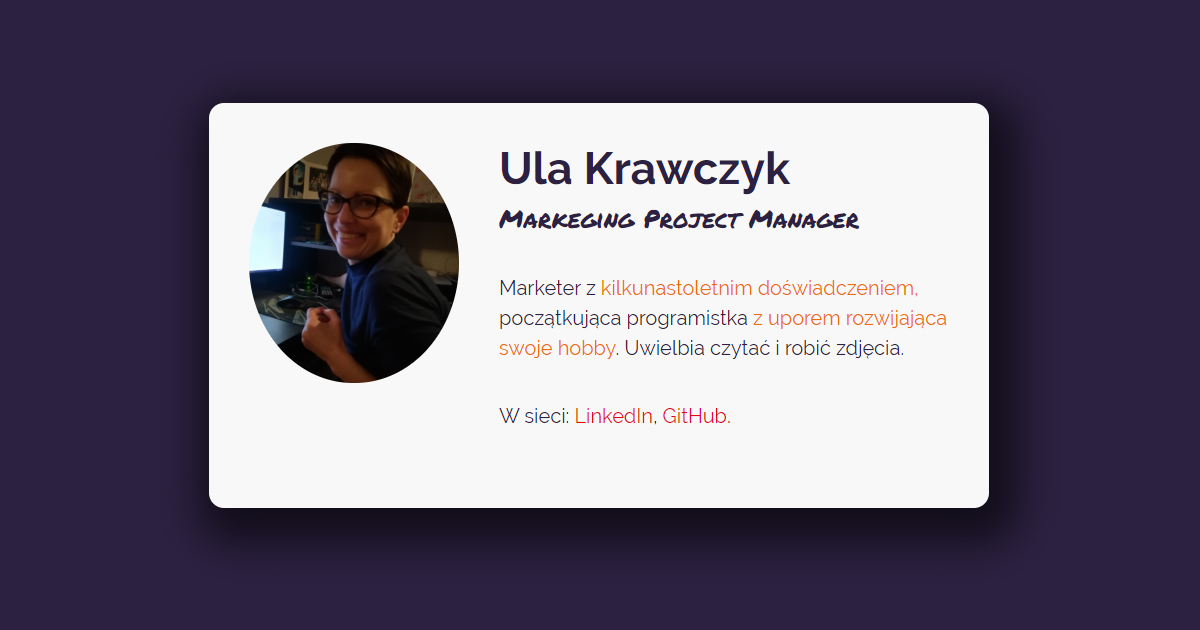 Ula Krawczyk
Markeging Project Manager
Marketer z kilkunastoletnim doświadczeniem,
początkująca programistka z uporem rozwijająca
swoje hobby. Uwielbia czytać i robić zdjęcia.
W sieci: LinkedIn, GitHub.